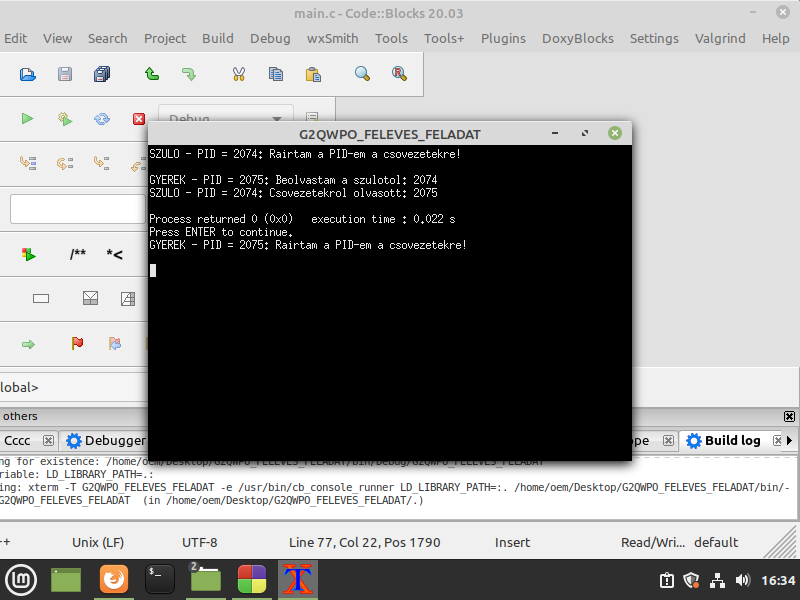 main.c - Code::Blocks 20.03
Edit View Search Project Build Debug wxSmith Tools Tools+ Plugins DoxyBlocks Settings Valgrind Help
Debug
G2QWPO_FELEVES_FELADAT
SZULO - PID = 2074: Rairtam a PID-em a csovezetekre!
GYEREK - PID = 2075: Beolvastam a szulotol: 2074
SZULO - PID = 2074: Csovezetekrol olvasott: 2075
Process returned 0 (0x0)   execution time : 0.022 s
Press ENTER to continue.
GYEREK - PID = 2075: Rairtam a PID-em a csovezetekre!
/** *<
lobal>
others
Cccc Debugger ope Build log
ng for existence: /home/oem/Desktop/G2QWPO_FELEVES_FELADAT/bin/Debug/G2QWPO_FELEVES_FELADAT
riable: LD_LIBRARY_PATH=.:
ing: xterm -T G2QWPO_FELEVES_FELADAT -e /usr/bin/cb_console_runner LD_LIBRARY_PATH=:. /home/oem/Desktop/G2QWPO_FELEVES_FELADAT/bin/-
G2QWPO_FELEVES_FELADAT  (in /home/oem/Desktop/G2QWPO_FELEVES_FELADAT/.)
++ Unix (LF) UTF-8 Line 77, Col 22, Pos 1790 Insert Read/Wri... default
2
16:34